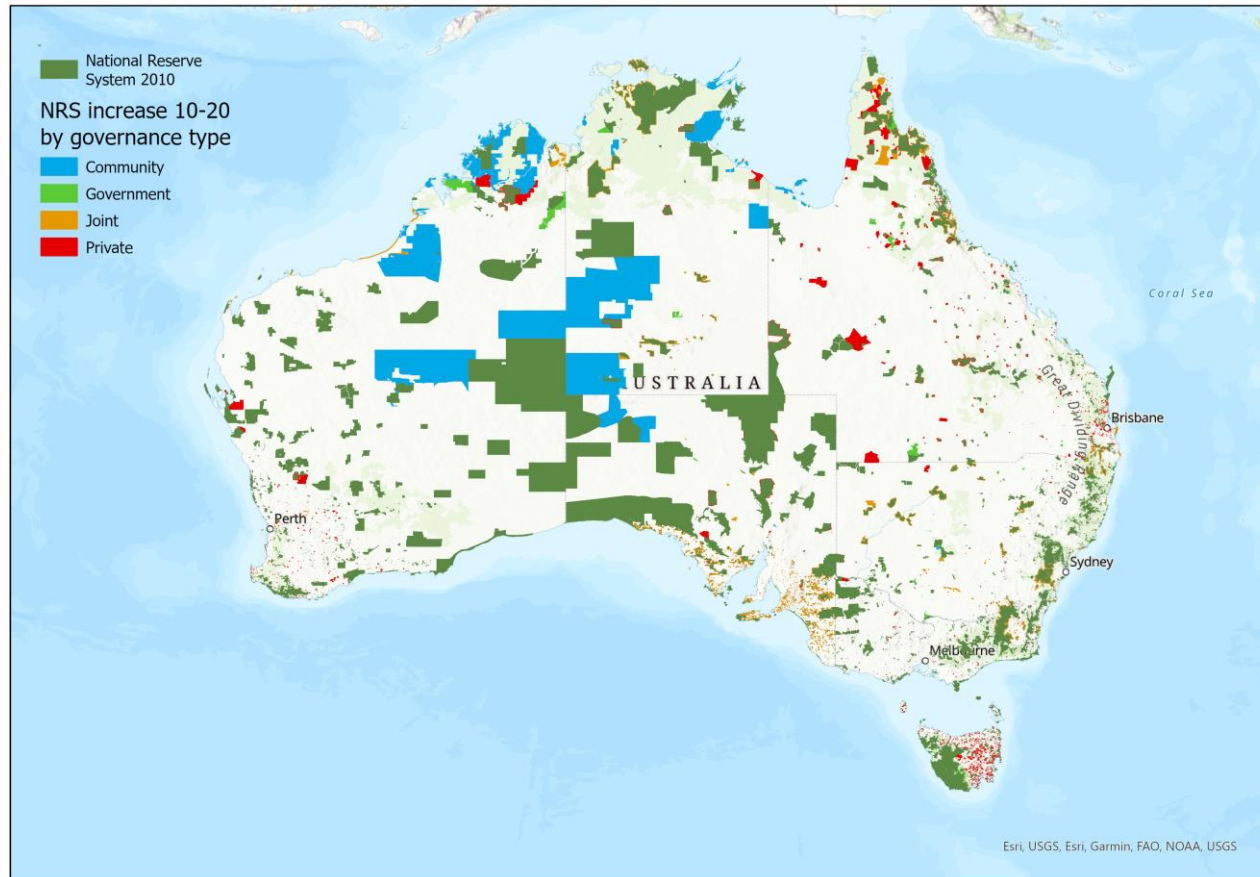 National Reserve
System 2010
NRS increase 10-20
by governance type
Community
Government
Joint
Private
Coral Sea
USTRALIA
Great Dividing Range
Brisbane
Perth
Sydney
Melbourne
Esri, USGS, Esri, Garmin, FAO, NOAA, USGS